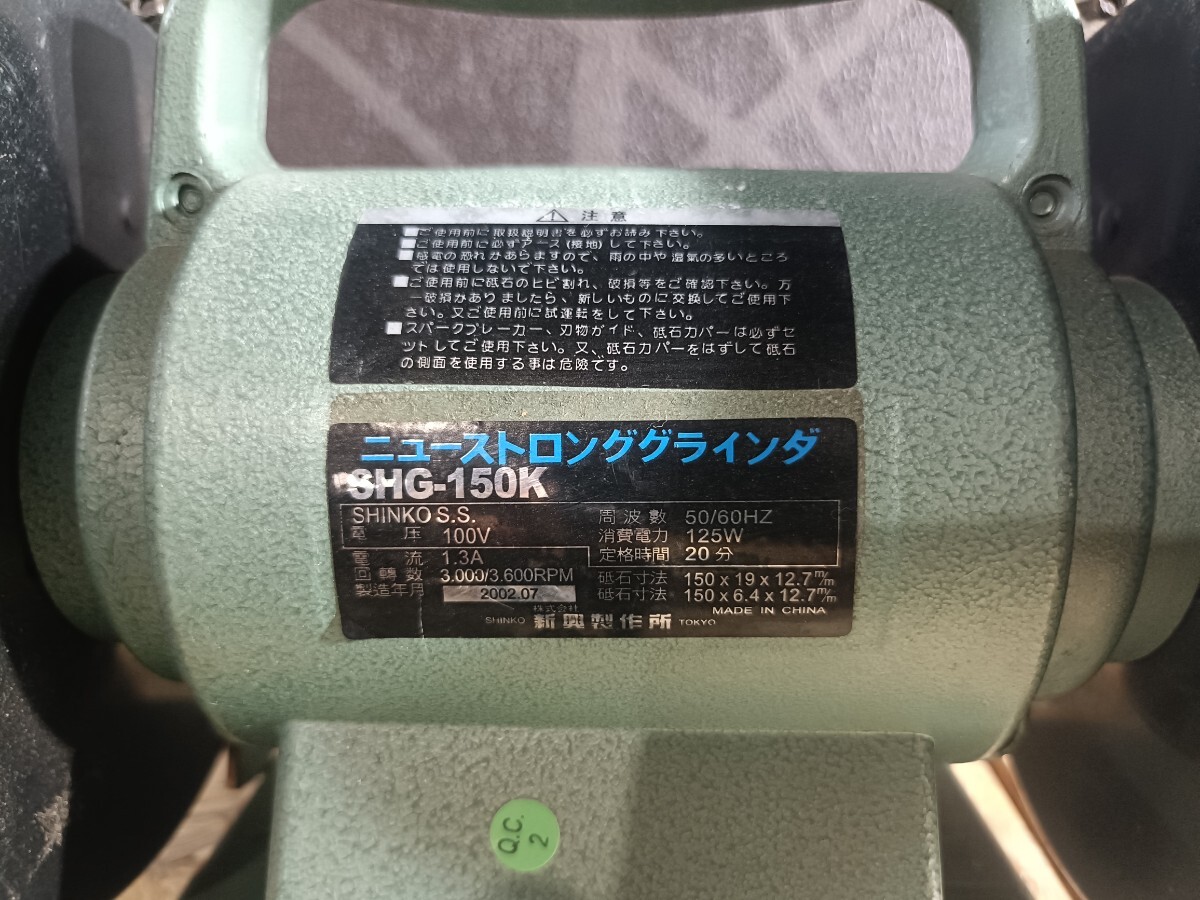 ⚠ 注意
■ご使用前に取扱説明書を必ずお読み下さい。
■ご使用前に必ずアース(接地)して下さい。
■感電の恐れがありますので、雨の中や湿気の多いところ
では使用しないで下さい。
■ご使用前に砥石のヒビ割れ、破損等をご確認下さい。万
一破損がありましたら、新しいものに交換してご使用下
さい。又ご使用前に試運転をして下さい。
■スパークブレーカー、刃物ガイド、砥石カバーは必ずセ
ットしてご使用下さい。又、砥石カバーをはずして砥石
の側面を使用する事は危険です。
ニューストロンググラインダ
SHG-150K
SHINKO S.S. 周波數 50/60HZ
電圧 100V 消費電力 125W
電流 1.3A 定格時間 20分
回轉数 3.000/3.600RPM 砥石寸法 150 x 19 x 12.7m/m
製造年月 2002.07 砥石寸法 150 x 6.4 x 12.7m/m
MADE IN CHINA
株式会社
SHINKO 新興製作所 TOKYO
Q.C.
2